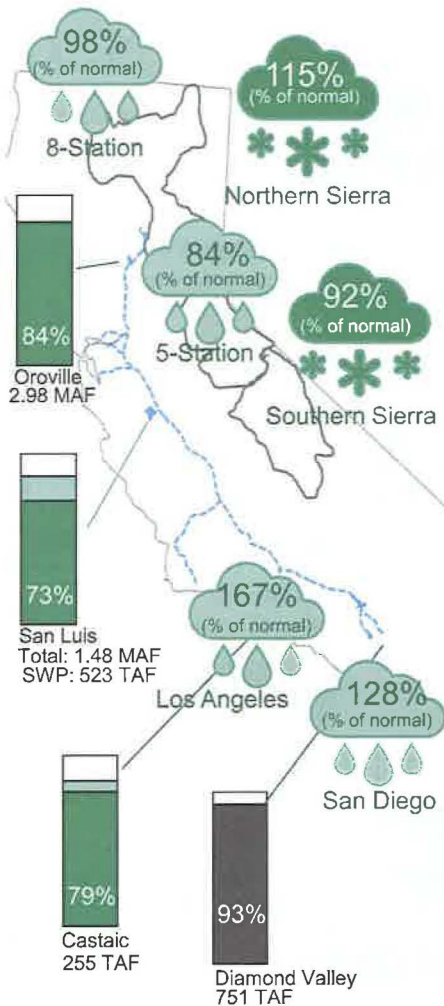 98%
(% of normal)
8-Station
115%
(% of normal)
Northern Sierra
84%
(% of normal)
5-Station
92%
(% of normal)
Southern Sierra
84%
Oroville
2.98 MAF
73%
San Luis
Total: 1.48 MAF
SWP: 523 TAF
167%
(% of normal)
Los Angeles
128%
(% of normal)
San Diego
79%
Castaic
255 TAF
93%
Diamond Valley
751 TAF